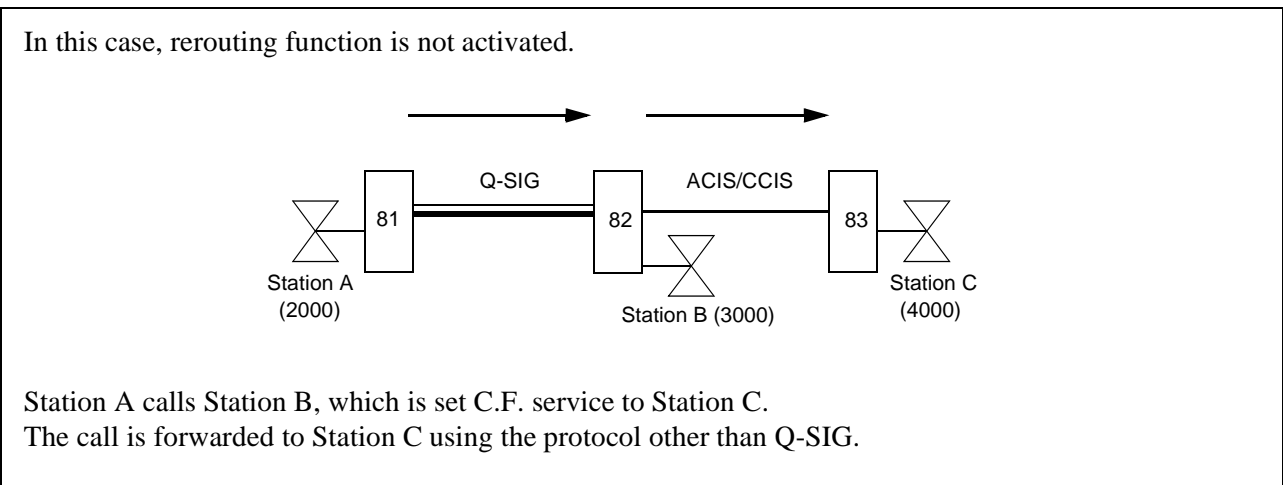 In this case, rerouting function is not activated.
Q-SIG
ACIS/CCIS
81
82
83
Station A
(2000)
Station B (3000)
Station C
(4000)
Station A calls Station B, which is set C.F. service to Station C.
The call is forwarded to Station C using the protocol other than Q-SIG.